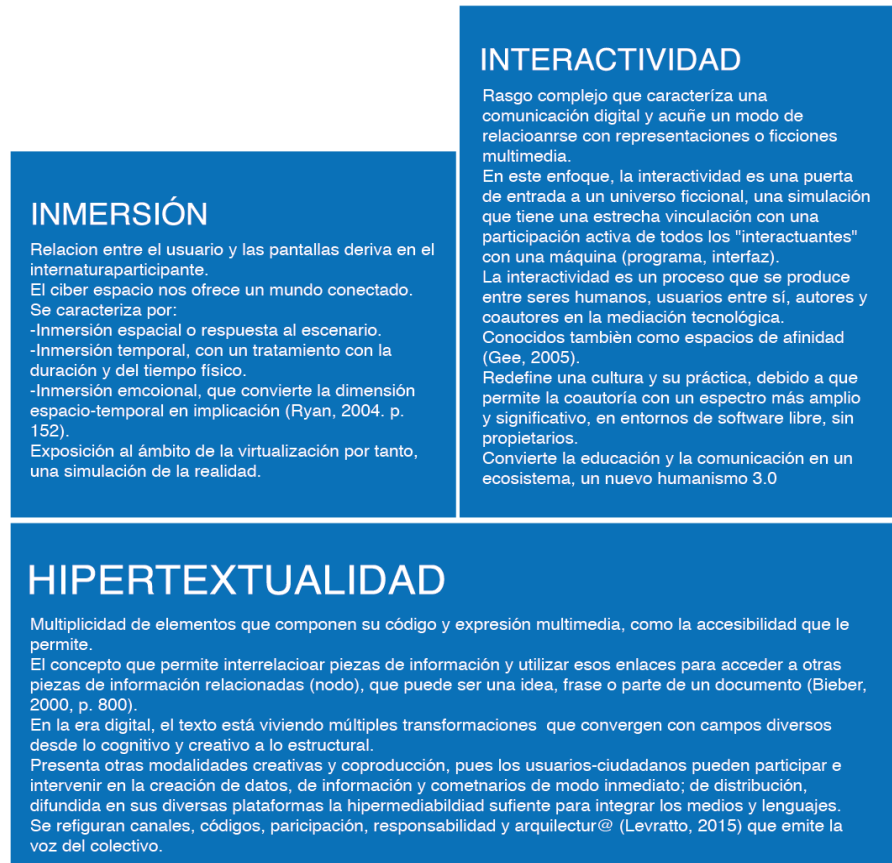 INMERSIÓN
Relacion entre el usuario y las pantallas deriva en el
internaturaparticipante.
El ciber espacio nos ofrece un mundo conectado.
Se caracteriza por:
-Inmersión espacial o respuesta al escenario.
-Inmersión temporal, con un tratamiento con la
duración y del tiempo físico.
-Inmersión emcoional, que convierte la dimensión
espacio-temporal en implicación (Ryan, 2004. p.
152).
Exposición al ámbito de la virtualización por tanto,
una simulación de la realidad.
INTERACTIVIDAD
Rasgo complejo que caracteríza una
comunicación digital y acuñe un modo de
relacioanrse con representaciones o ficciones
multimedia.
En este enfoque, la interactividad es una puerta
de entrada a un universo ficcional, una simulación
que tiene una estrecha vinculación con una
participación activa de todos los "interactuantes"
con una máquina (programa, interfaz).
La interactividad es un proceso que se produce
entre seres humanos, usuarios entre sí, autores y
coautores en la mediación tecnológica.
Conocidos tambièn como espacios de afinidad
(Gee, 2005).
Redefine una cultura y su práctica, debido a que
permite la coautoría con un espectro más amplio
y significativo, en entornos de software libre, sin
propietarios.
Convierte la educación y la comunicación en un
ecosistema, un nuevo humanismo 3.0
HIPERTEXTUALIDAD
Multiplicidad de elementos que componen su código y expresión multimedia, como la accesibilidad que le
permite.
El concepto que permite interrelacioar piezas de información y utilizar esos enlaces para acceder a otras
piezas de información relacionadas (nodo), que puede ser una idea, frase o parte de un documento (Bieber,
2000, p. 800).
En la era digital, el texto está viviendo múltiples transformaciones que convergen con campos diversos
desde lo cognitivo y creativo a lo estructural.
Presenta otras modalidades creativas y coproducción, pues los usuarios-ciudadanos pueden participar e
intervenir en la creación de datos, de información y cometnarios de modo inmediato; de distribución,
difundida en sus diversas plataformas la hipermediabildiad sufiente para integrar los medios y lenguajes.
Se refiguran canales, códigos, paricipación, responsabilidad y arquilectur@ (Levratto, 2015) que emite la
voz del colectivo.